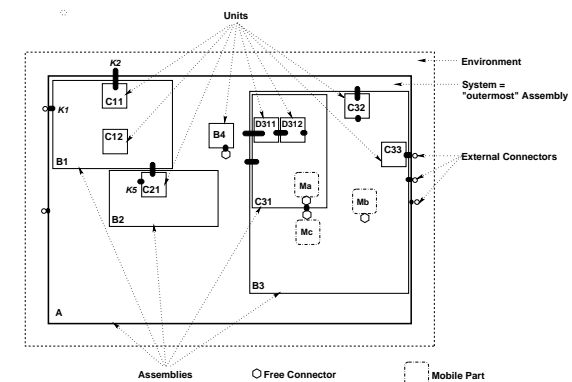 Units
Environment
System =
"outermost" Assembly
K2
K1
C11
C12
B1
K5
C21
B2
B4
D311
D312
C32
C33
External Connectors
Ma
Mb
Mc
C31
B3
A
Assemblies
Free Connector
Mobile Part